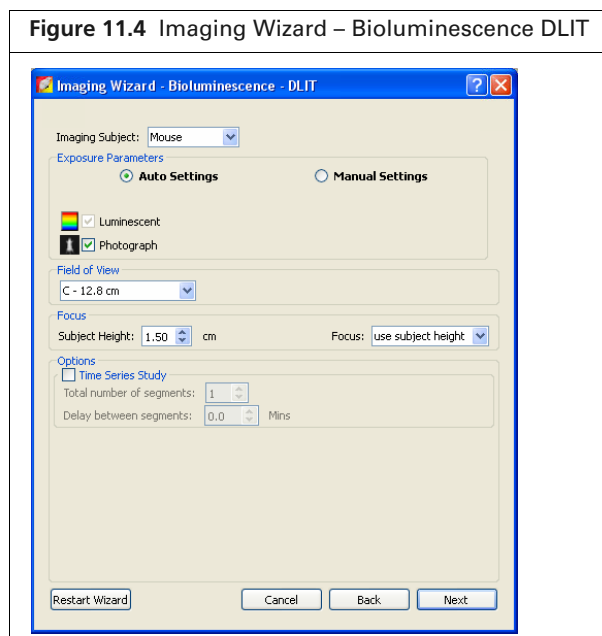 Figure 11.4 Imaging Wizard – Bioluminescence DLIT
Imaging Wizard - Bioluminescence - DLIT
Imaging Subject: Mouse
Exposure Parameters
Auto Settings Manual Settings
Luminescent
Photograph
Field of View
C - 12.8 cm
Focus
Subject Height: 1.50 cm Focus: use subject height
Options
Time Series Study
Total number of segments: 1
Delay between segments: 0.0 Mins
Restart Wizard Cancel Back Next